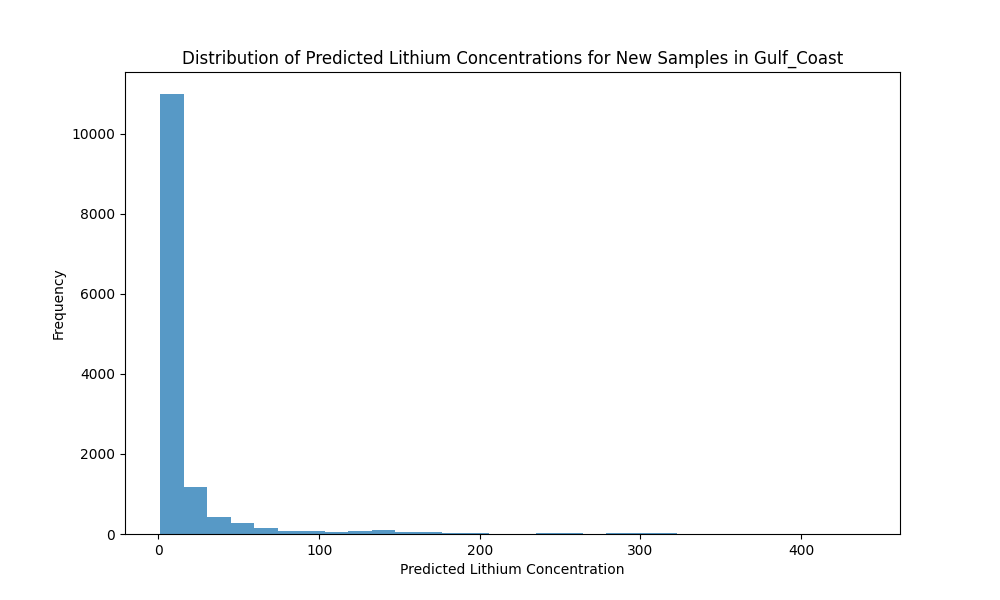 Distribution of Predicted Lithium Concentrations for New Samples in Gulf_Coast
10000
8000
6000
4000
2000
0
Frequency
0 100 200 300 400
Predicted Lithium Concentration